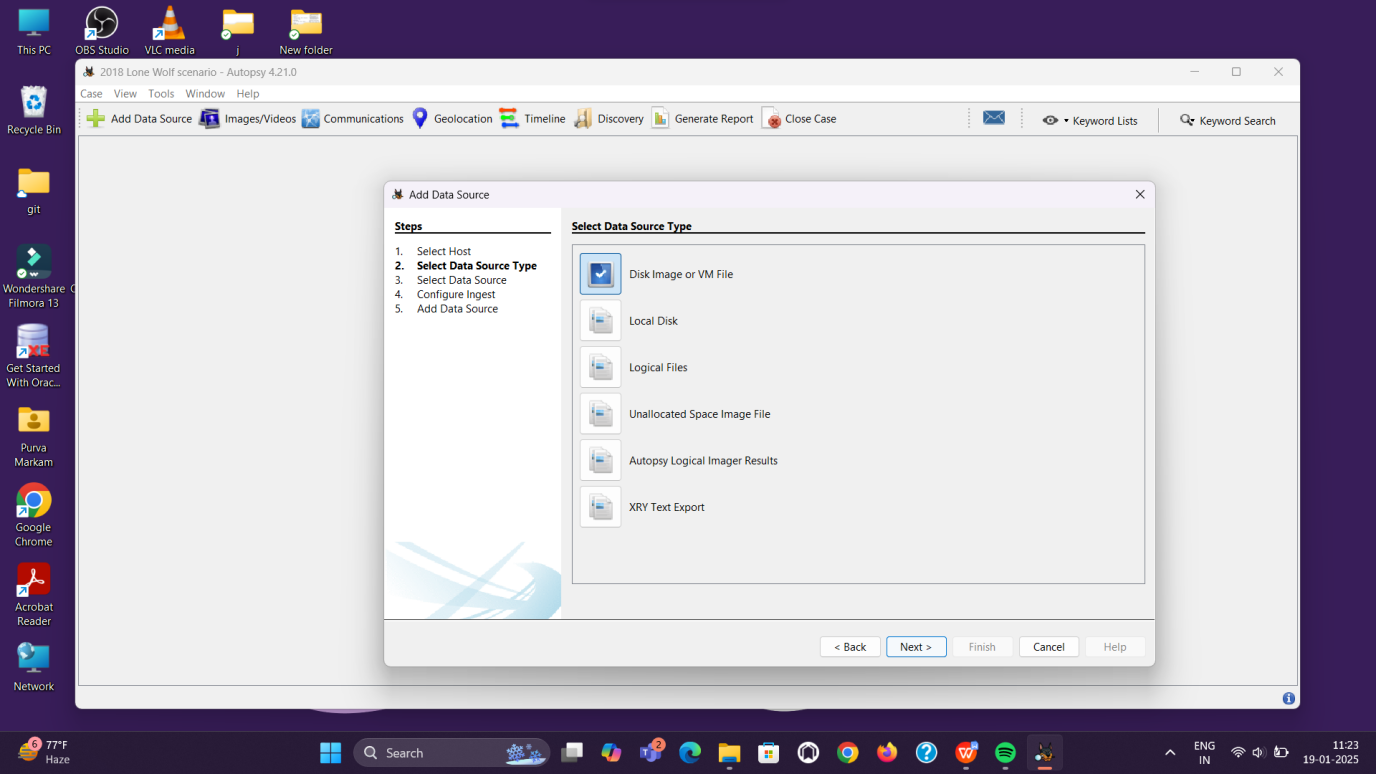 This PC
OBS Studio
VLC media
j
New folder
Recycle Bin
git
Wondershare
Filmora 13
XE
Get Started
With Orac...
Purva
Markam
Google
Chrome
Acrobat
Reader
Network
2018 Lone Wolf scenario - Autopsy 4.21.0
Case View Tools Window Help
Add Data Source Images/Videos Communications Geolocation Timeline Discovery Generate Report Close Case Keyword Lists Keyword Search
Add Data Source
Steps
1. Select Host
2. Select Data Source Type
3. Select Data Source
4. Configure Ingest
5. Add Data Source
Select Data Source Type
Disk Image or VM File
Local Disk
Logical Files
Unallocated Space Image File
Autopsy Logical Imager Results
XRY Text Export
< Back Next > Finish Cancel Help
6
77°F
Haze
Search
2
ENG
IN
11:23
19-01-2025